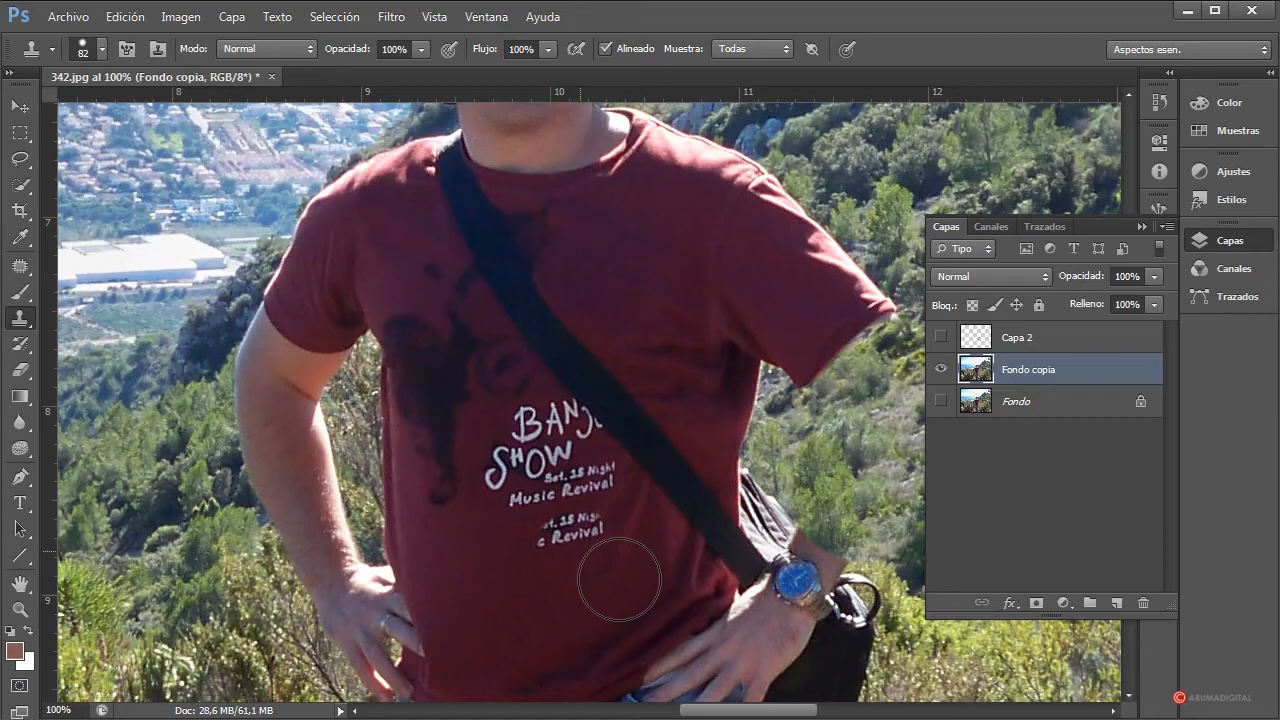 Ps Archivo Edición Imagen Capa Texto Selección Filtro Vista Ventana Ayuda
82 Modo: Normal Opacidad: 100% Flujo: 100% Alineado Muestra: Todas Aspectos esen.
342.jpg al 100% (Fondo copia, RGB/8*) *
8 9 10 11 12
7
8
9
BANJO
SHOW
Sat. 15 Night
Music Revival
at. 15 Nig
c Revival
Capas Canales Trazados
Tipo
Normal Opacidad: 100%
Bloq.: Relleno: 100%
Capa 2
Fondo copia
Fondo
fx
Color
Muestras
Ajustes
Estilos
Capas
Canales
Trazados
100% Doc: 28,6 MB/61,1 MB
© ARUMADIGITAL